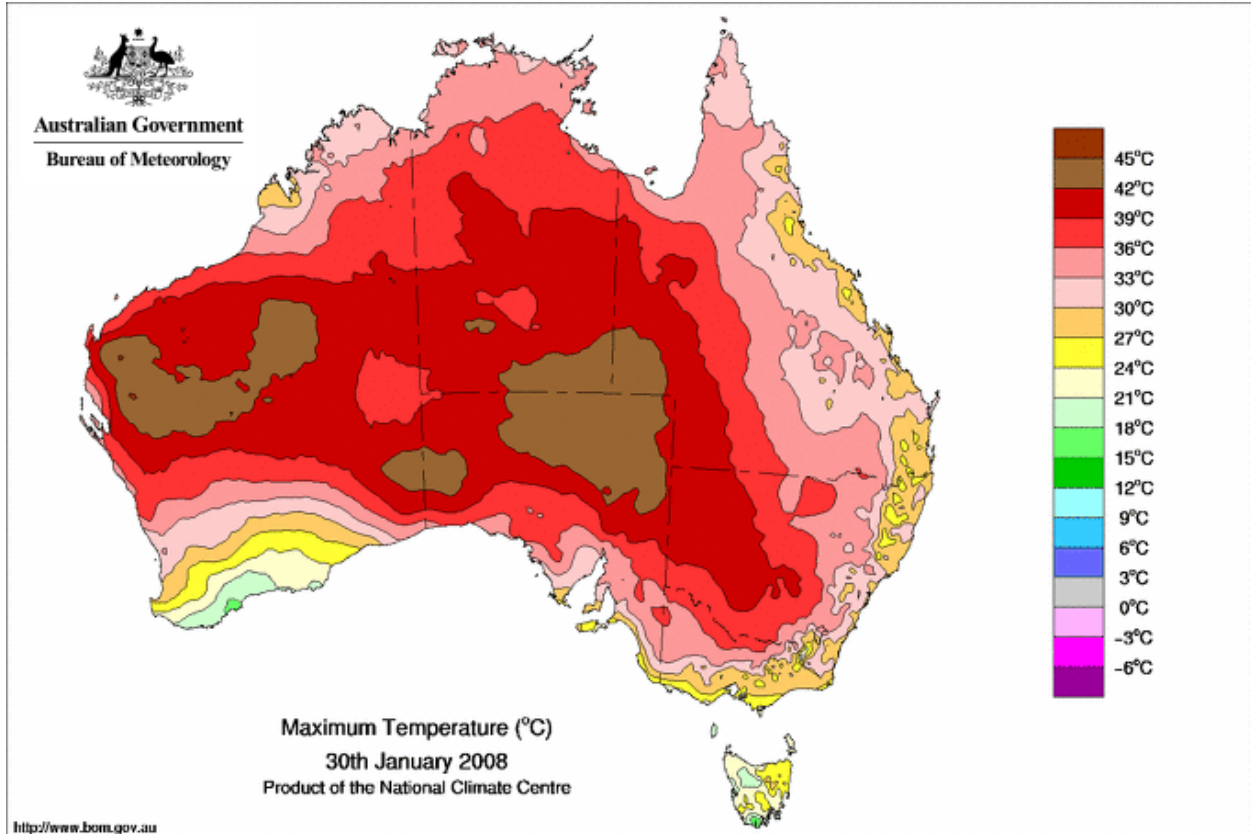 Australian Government
Bureau of Meteorology
45°C
42°C
39°C
36°C
33°C
30°C
27°C
24°C
21°C
18°C
15°C
12°C
9°C
6°C
3°C
0°C
-3°C
-6°C
Maximum Temperature (°C)
30th January 2008
Product of the National Climate Centre
http://www.bom.gov.au